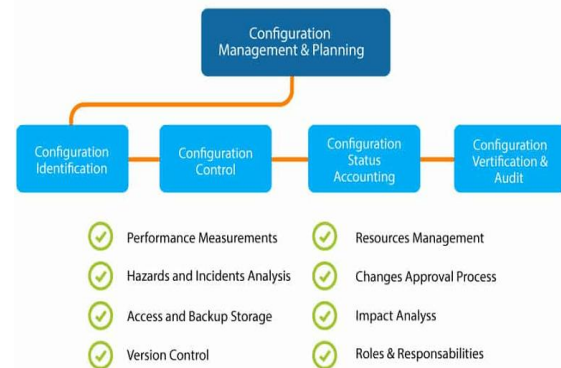 Configuration
Management & Planning
Configuration
Identification
Configuration
Control
Configuration
Status
Accounting
Configuration
Vertification &
Audit
Performance Measurements
Resources Management
Hazards and Incidents Analysis
Changes Approval Process
Access and Backup Storage
Impact Analyss
Version Control
Roles & Responsabilities